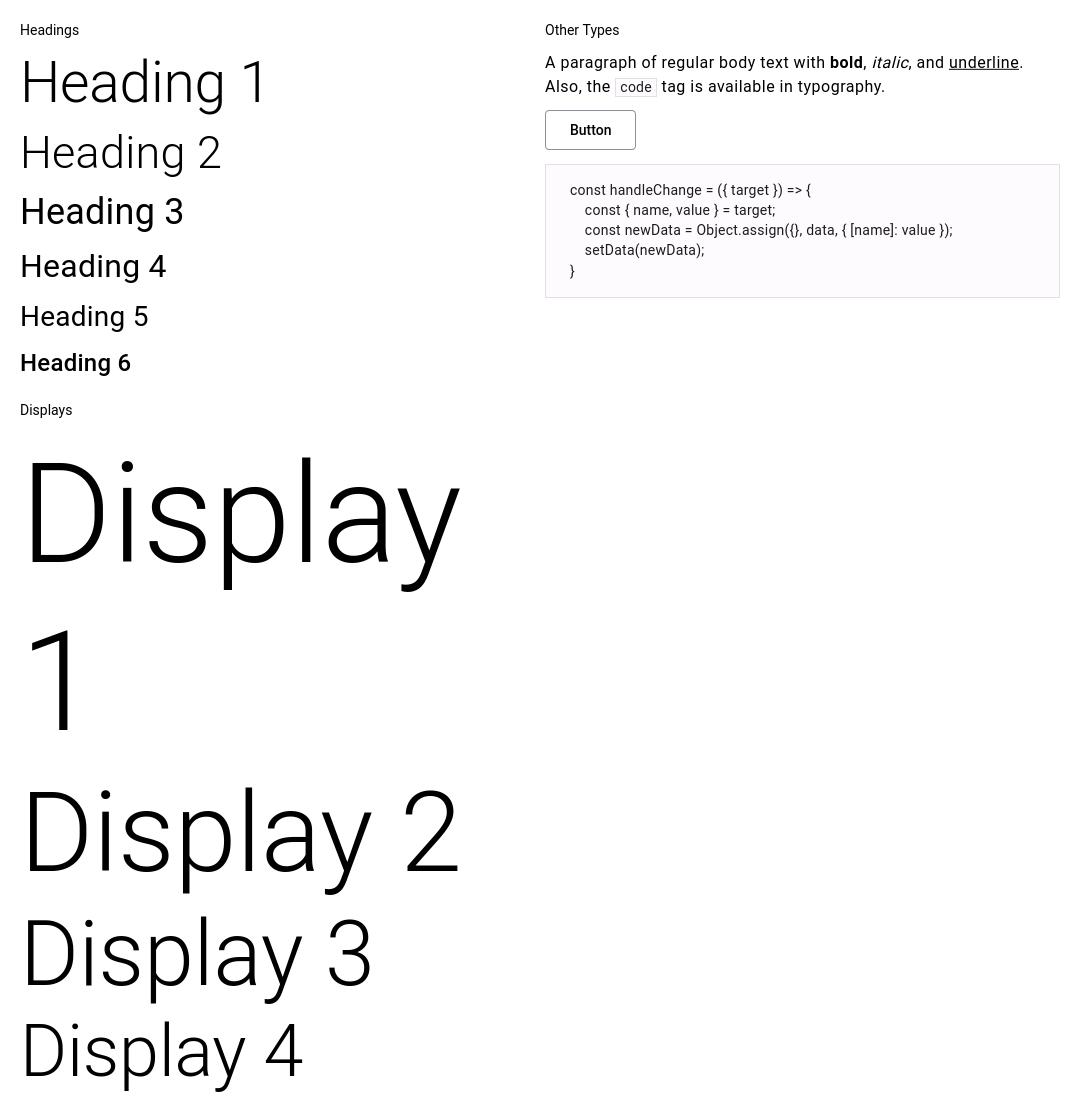 Headings
Heading 1
Heading 2
Heading 3
Heading 4
Heading 5
Heading 6
Displays
Display
1
Display 2
Display 3
Display 4
Other Types
A paragraph of regular body text with bold, italic, and underline.
Also, the code tag is available in typography.
Button
const handleChange = ({ target }) => {
    const { name, value } = target;
    const newData = Object.assign({}, data, { [name]: value });
    setData(newData);
}